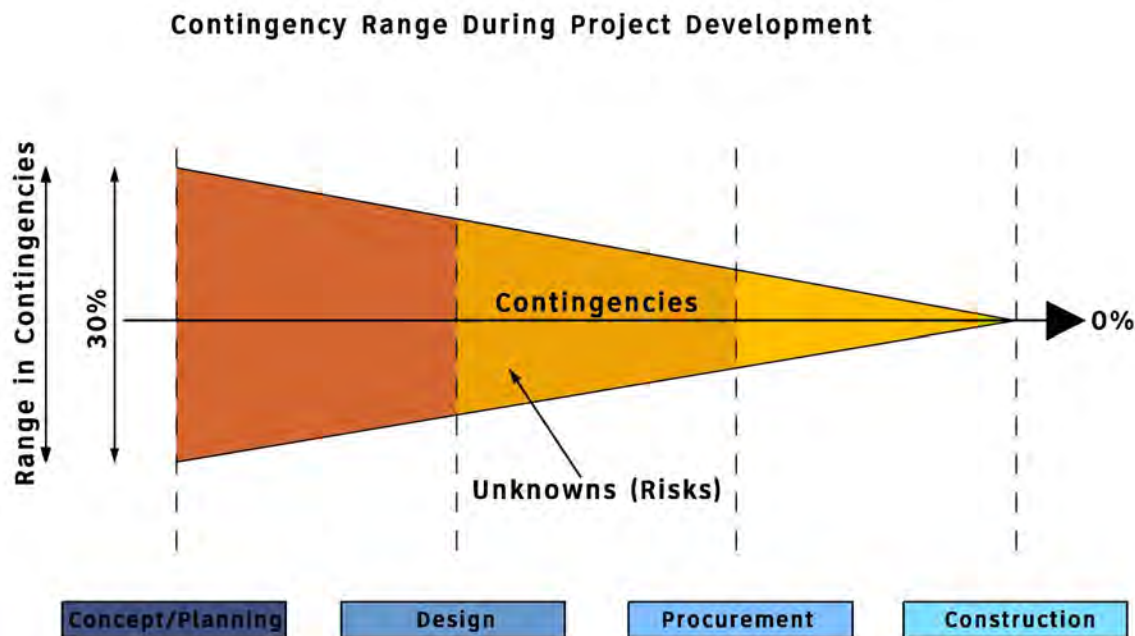 Contingency Range During Project Development
Range in Contingencies
30%
Contingencies
0%
Unknowns (Risks)
Concept/Planning
Design
Procurement
Construction